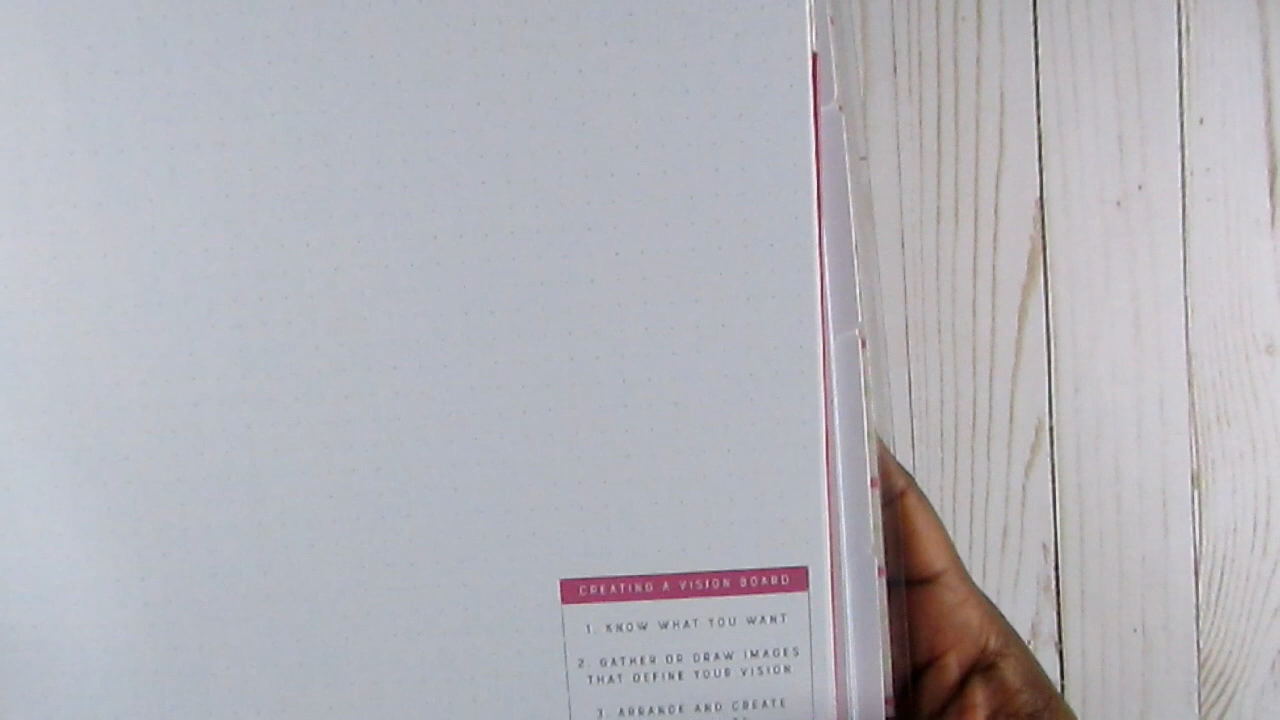 CREATING A VISION BOARD
1. KNOW WHAT YOU WANT
2. GATHER OR DRAW IMAGES
THAT DEFINE YOUR VISION
3. ARRANGE AND CREATE